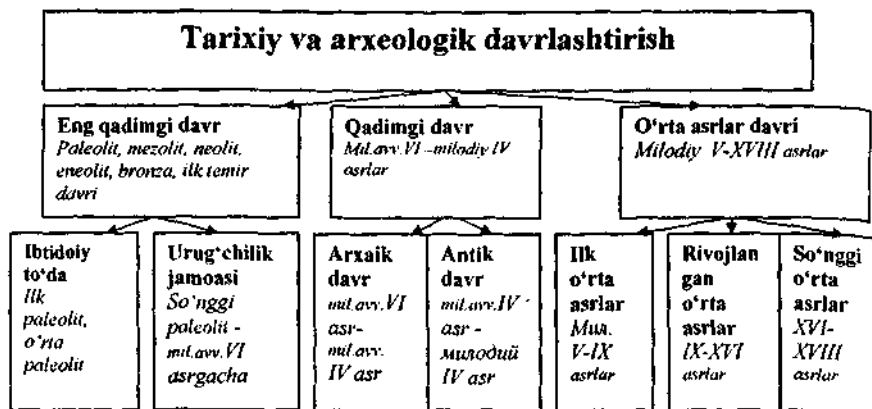 Tarixiy va arxeologik davrlashtirish
Eng qadimgi davr
Paleolit, mezolit, neolit,
eneolit, bronza, ilk temir
davri
Qadimgi davr
Mil.avv.VI –milodiy IV
asrlar
O‘rta asrlar davri
Milodiy V-XVIII asrlar
Ibtidoiy
to‘da
Ilk
paleolit,
o‘rta
paleolit
Urug‘chilik
jamoasi
So‘nggi
paleolit -
mil.avv.VI
asrgacha
Arxaik
davr
mil.avv.VI
asr-
mil.avv.
IV asr
Antik
davr
mil.avv.IV
asr -
милодий
IV asr
Ilk
o‘rta
asrlar
Мил.
V-IX
asrlar
Rivojlan
gan
o‘rta
asrlar
IX-XVI
asrlar
So‘nggi
o‘rta
asrlar
XVI-
XVIII
asrlar